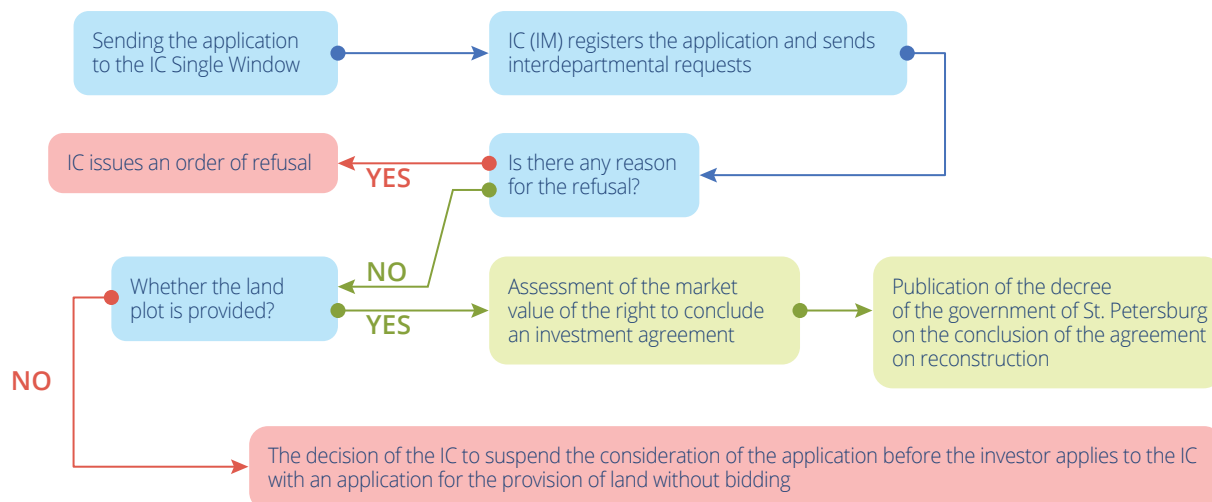 Sending the application
to the IC Single Window
IC (IM) registers the application and sends
interdepartmental requests
IC issues an order of refusal
YES
Is there any reason
for the refusal?
NO
Whether the land
plot is provided?
YES
Assessment of the market
value of the right to conclude
an investment agreement
Publication of the decree
of the government of St. Petersburg
on the conclusion of the agreement
on reconstruction
NO
The decision of the IC to suspend the consideration of the application before the investor applies to the IC
with an application for the provision of land without bidding